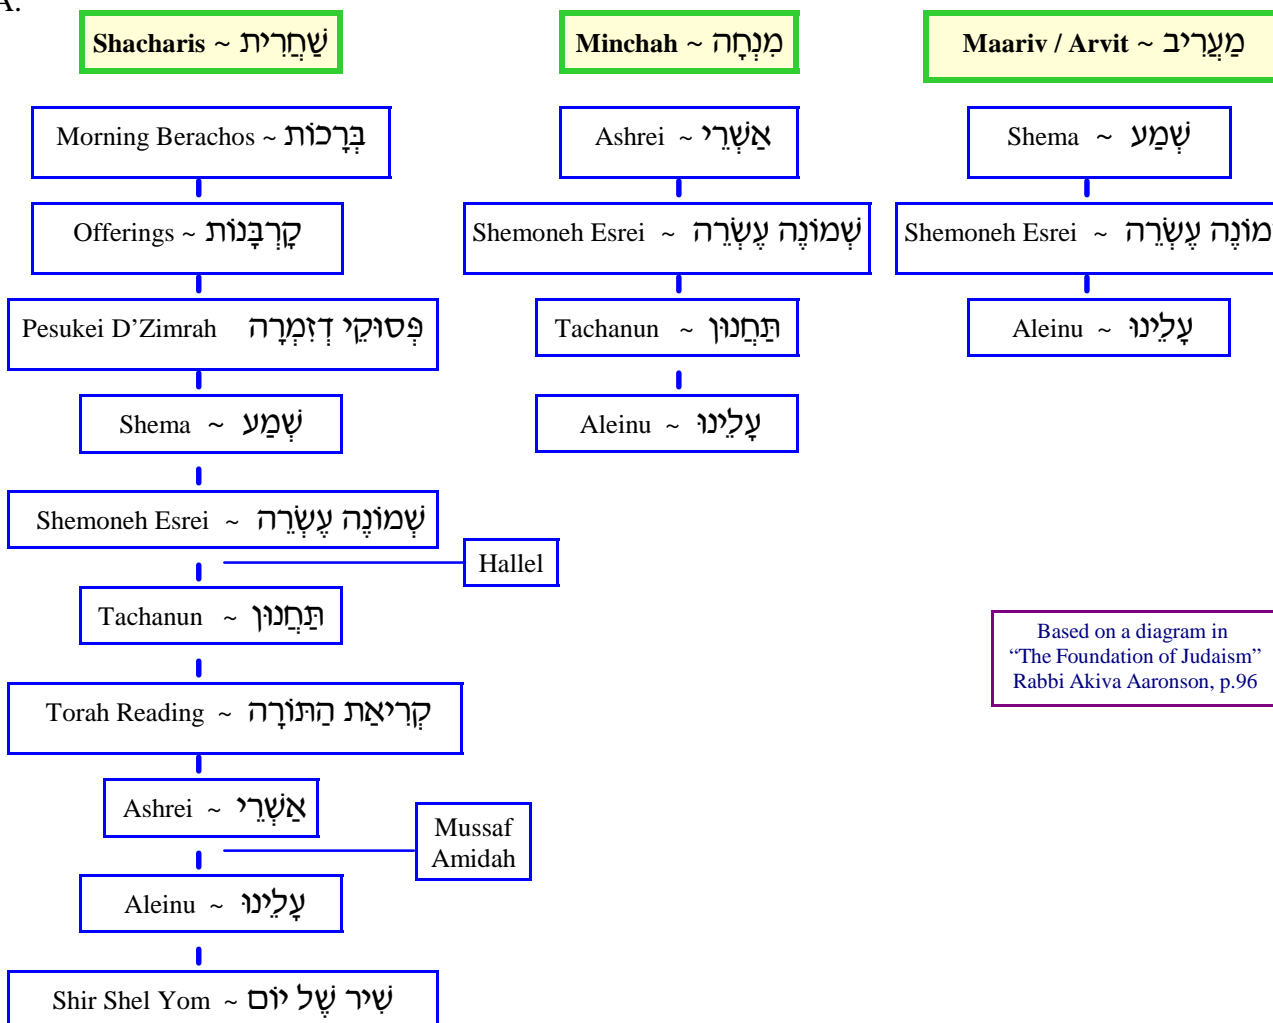 A.
Shacharis ~ שַׁחֲרִית
Minchah ~ מִנְחָה
Maariv / Arvit ~ מַעֲרִיב
Morning Berachos ~ בְּרָכוֹת
Offerings ~ קָרְבָּנוֹת
Pesukei D’Zimrah פְּסוּקֵי דְזִמְרָה
Shema ~ שְׁמַע
Shemoneh Esrei ~ שְׁמוֹנֶה עֶשְׂרֵה
Hallel
Tachanun ~ תַּחֲנוּן
Torah Reading ~ קְרִיאַת הַתּוֹרָה
Ashrei ~ אַשְׁרֵי
Mussaf
Amidah
Aleinu ~ עָלֵינוּ
Shir Shel Yom ~ שִׁיר שֶׁל יוֹם
Ashrei ~ אַשְׁרֵי
Shemoneh Esrei ~ שְׁמוֹנֶה עֶשְׂרֵה
Tachanun ~ תַּחֲנוּן
Aleinu ~ עָלֵינוּ
Shema ~ שְׁמַע
Shemoneh Esrei ~ מוֹנֶה עֶשְׂרֵה
Aleinu ~ עָלֵינוּ
Based on a diagram in
“The Foundation of Judaism”
Rabbi Akiva Aaronson, p.96